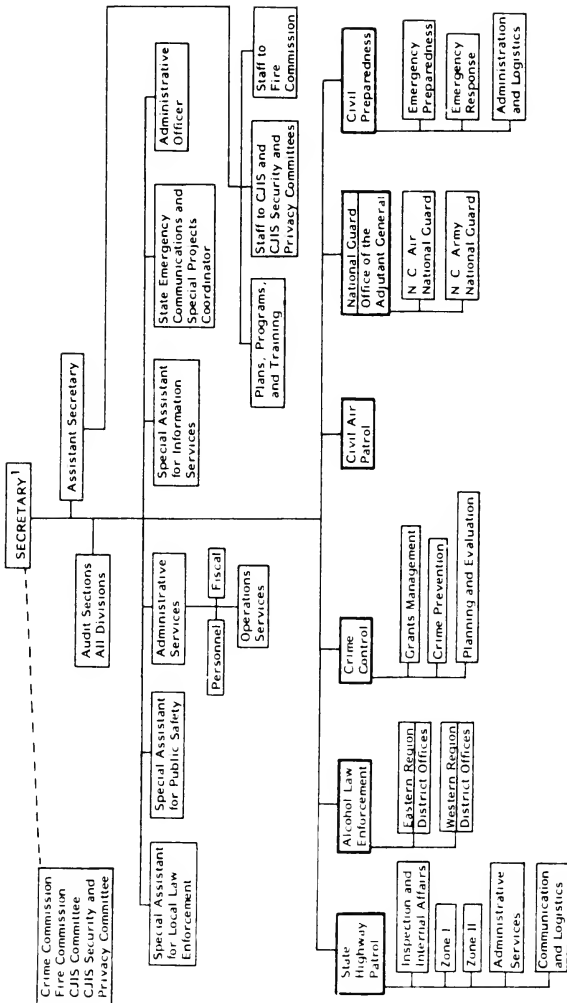 SECRETARY1
Crime Commission
Fire Commission
CJIS Committee
CJIS Security and
Privacy Committee
Assistant Secretary
Audit Sections
All Divisions
Special Assistant
for Local Law
Enforcement
Special Assistant
for Public Safety
Administrative
Services
Personnel
Fiscal
Operations
Services
Special Assistant
for Information
Services
State Emergency
Communications and
Special Projects
Coordinator
Administrative
Officer
Plans, Programs,
and Training
Staff to CJIS and
CJIS Security and
Privacy Committees
Staff to
Fire
Commission
State
Highway
Patrol
Inspection and
Internal Affairs
Zone I
Zone II
Administrative
Services
Communication
and Logistics
Alcohol Law
Enforcement
Eastern Region
District Offices
Western Region
District Offices
Crime
Control
Grants Management
Crime Prevention
Planning and Evaluation
Civil Air
Patrol
National Guard
Office of the
Adjutant General
N C Air
National Guard
N C Army
National Guard
Civil
Preparedness
Emergency
Preparedness
Emergency
Response
Administration
and Logistics